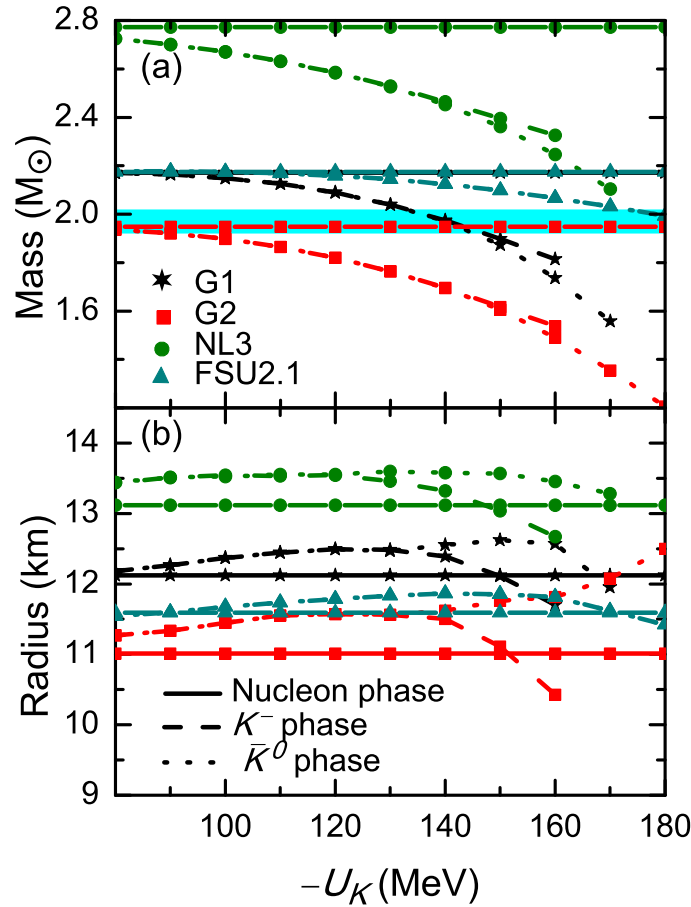 2.8
(a)
2.4
Mass (M☉)
2.0
G1
1.6
G2
NL3
FSU2.1
14
(b)
13
Radius (km)
12
11
Nucleon phase
10
K⁻ phase
K̅⁰ phase
9
100 120 140 160 180
−U_K (MeV)